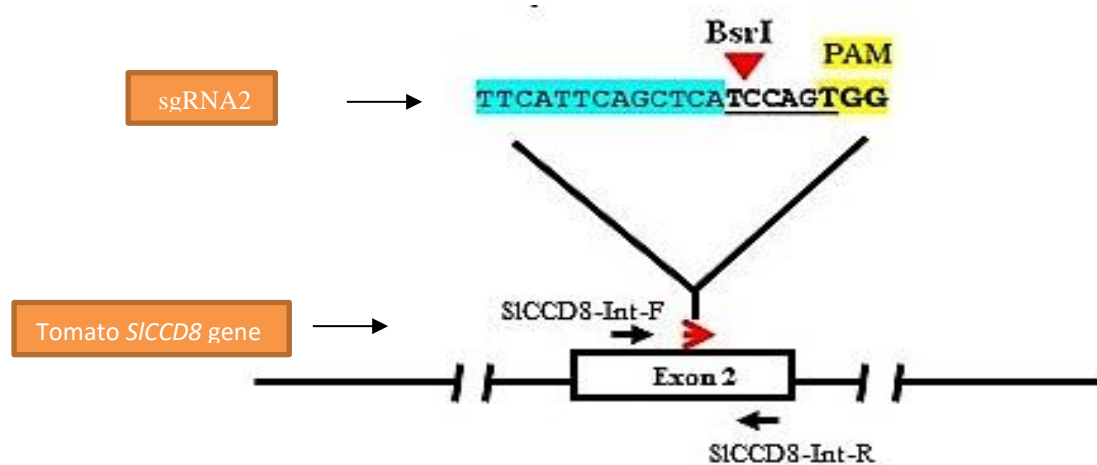 BsrI
PAM
sgRNA2
TTCATTCAGCTCATCCAGTGG
SlCCD8-Int-F
Tomato SlCCD8 gene
Exon 2
SlCCD8-Int-R